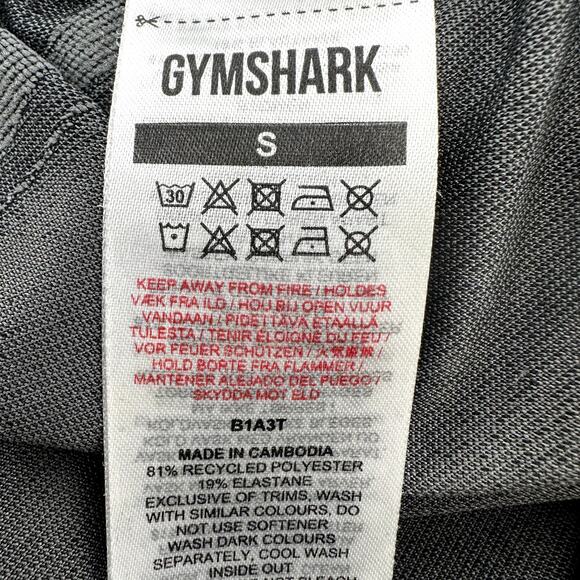 GYMSHARK
S
30
KEEP AWAY FROM FIRE / HOLDES
VÆK FRA ILD / HOU BIJ OPEN VUUR
VANDAAN / PIDETTÄVÄ ETÄÄLLÄ
TULESTA / TENIR ÉLOIGNÉ DU FEU /
VOR FEUER SCHÜTZEN / 火気厳禁 /
HOLD BORTE FRA FLAMMER /
MANTENER ALEJADO DEL FUEGO /
SKYDDA MOT ELD
B1A3T
MADE IN CAMBODIA
81% RECYCLED POLYESTER
19% ELASTANE
EXCLUSIVE OF TRIMS, WASH
WITH SIMILAR COLOURS, DO
NOT USE SOFTENER
WASH DARK COLOURS
SEPARATELY, COOL WASH
INSIDE OUT
NOT BLEACH